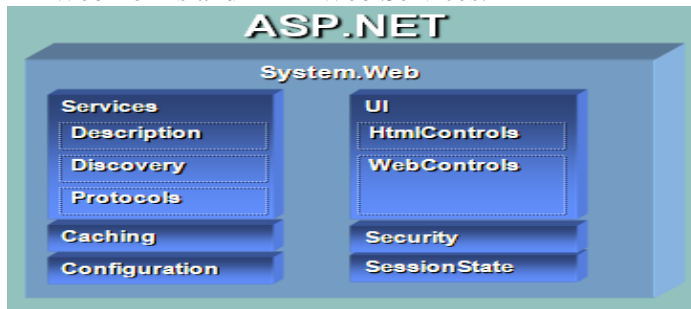 ASP.NET
System.Web
Services
Description
Discovery
Protocols
Caching
Configuration
UI
HtmlControls
WebControls
Security
SessionState